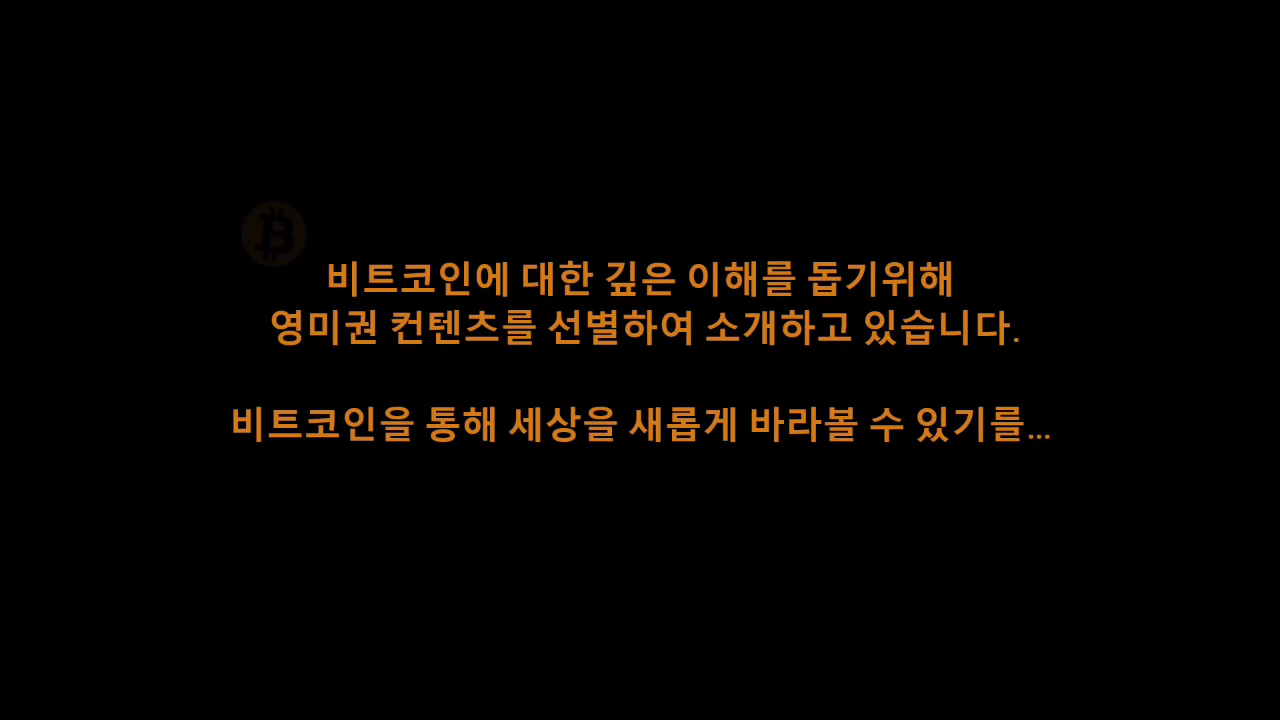 비트코인에 대한 깊은 이해를 돕기위해
영미권 컨텐츠를 선별하여 소개하고 있습니다.
비트코인을 통해 세상을 새롭게 바라볼 수 있기를...